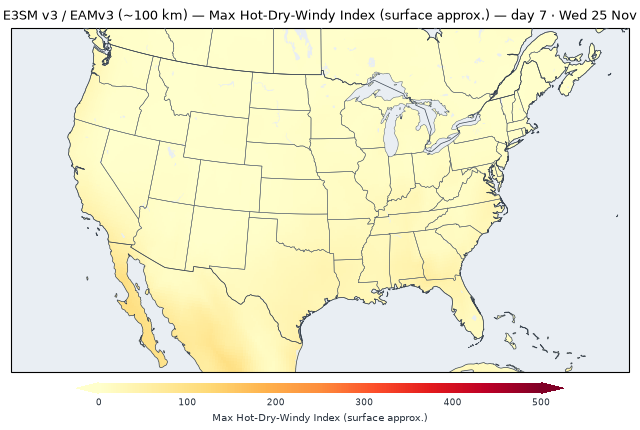 E3SM v3 / EAMv3 (~100 km) — Max Hot-Dry-Windy Index (surface approx.) — day 7 · Wed 25 Nov
0 100 200 300 400 500
Max Hot-Dry-Windy Index (surface approx.)